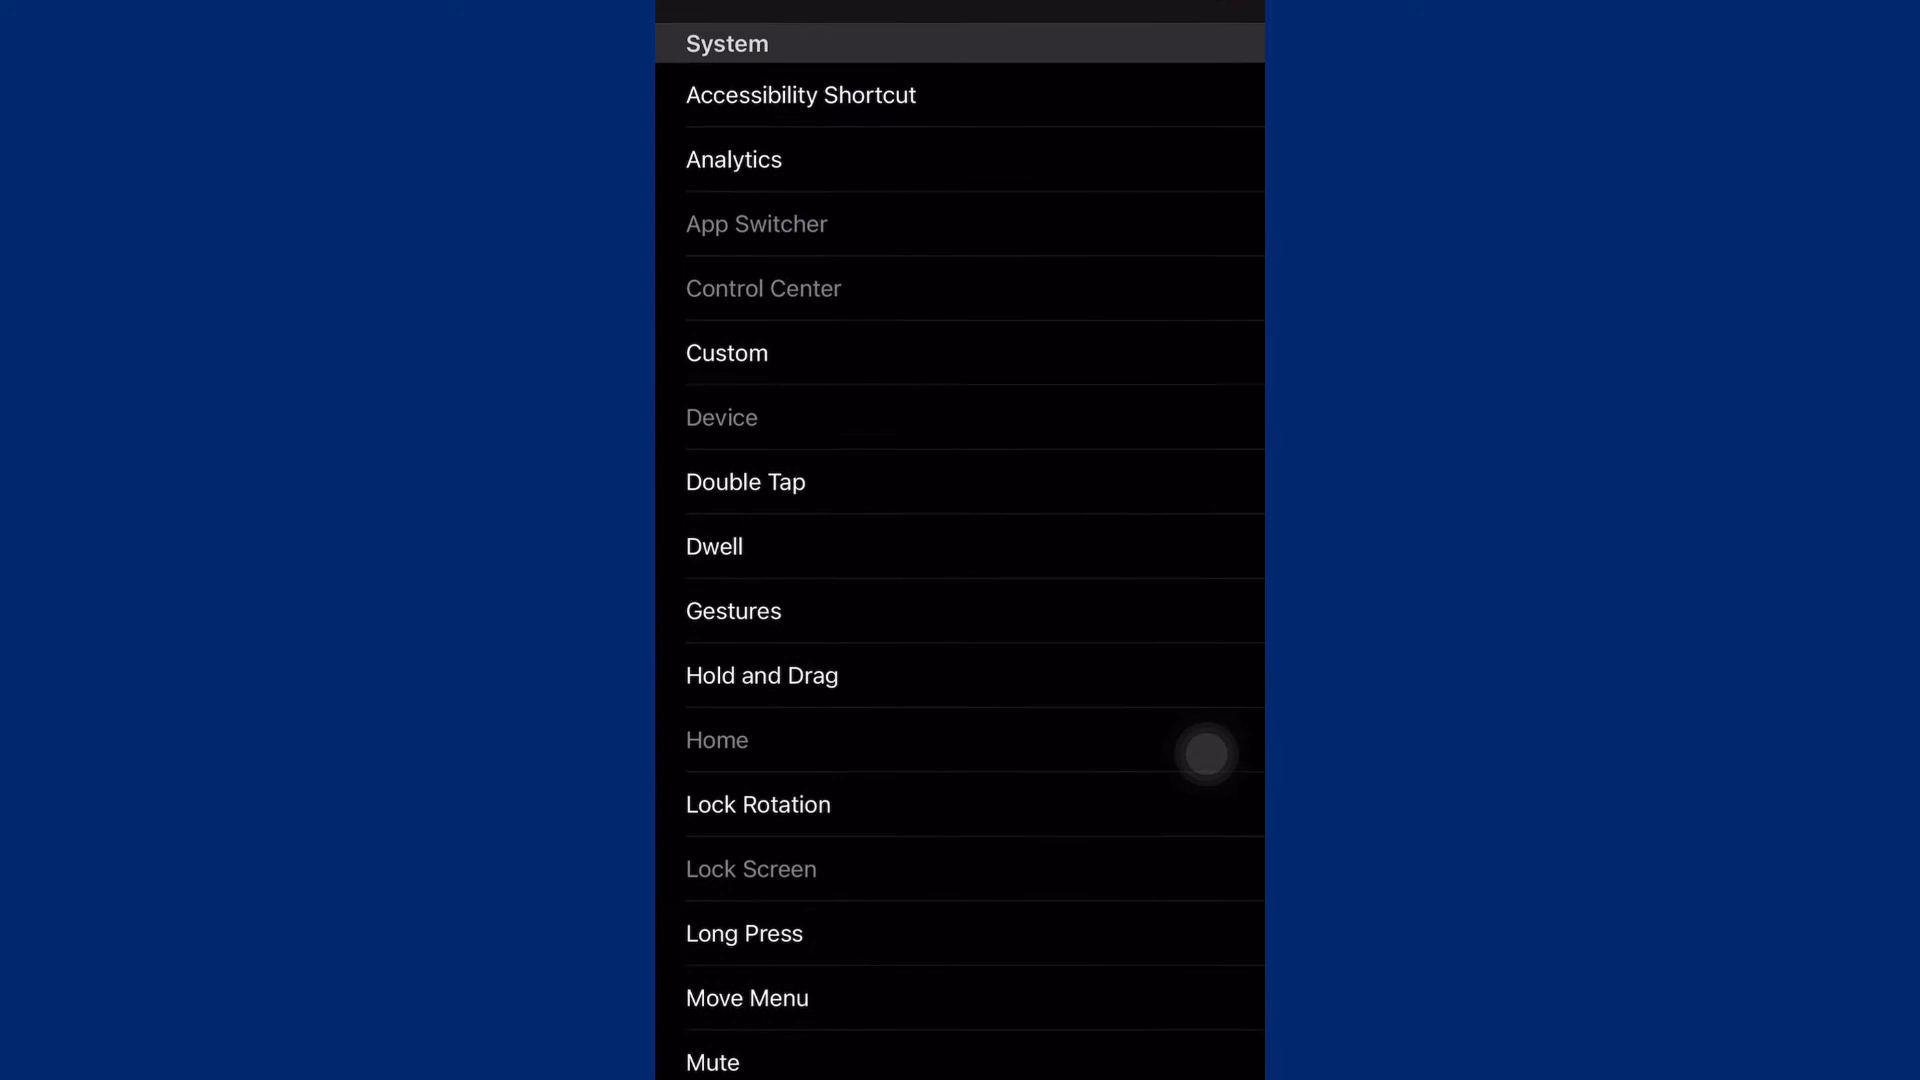 System
Accessibility Shortcut
Analytics
App Switcher
Control Center
Custom
Device
Double Tap
Dwell
Gestures
Hold and Drag
Home
Lock Rotation
Lock Screen
Long Press
Move Menu
Mute